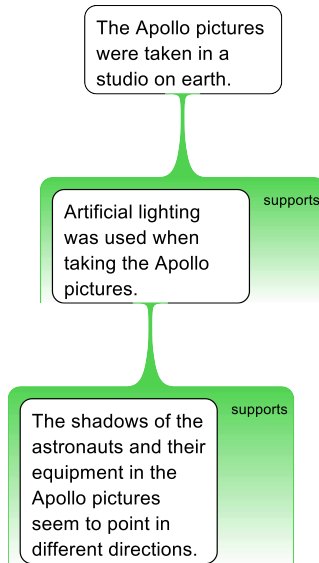 The Apollo pictures
were taken in a
studio on earth.
supports
Artificial lighting
was used when
taking the Apollo
pictures.
supports
The shadows of the
astronauts and their
equipment in the
Apollo pictures
seem to point in
different directions.